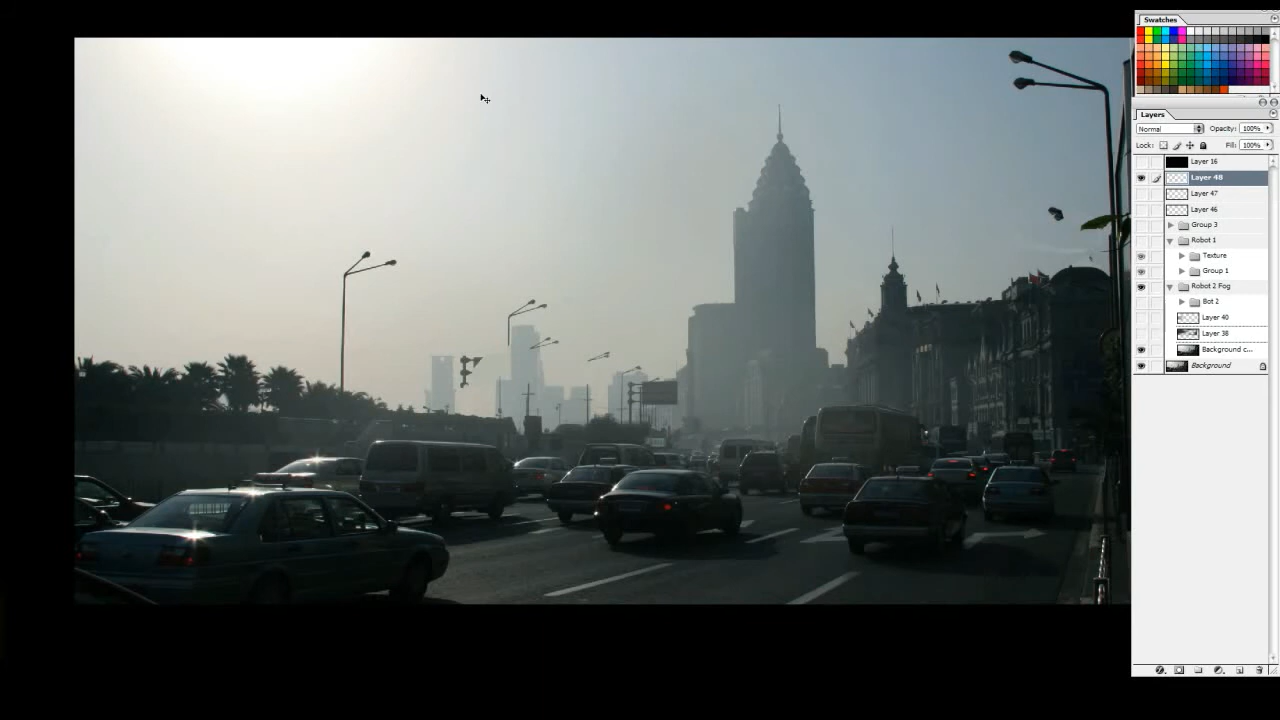 Swatches
Layers
Normal
Opacity: 100%
Lock:
Fill: 100%
Layer 16
Layer 48
Layer 47
Layer 46
Group 3
Robot 1
Texture
Group 1
Robot 2 Fog
Bot 2
Layer 40
Layer 38
Background c...
Background